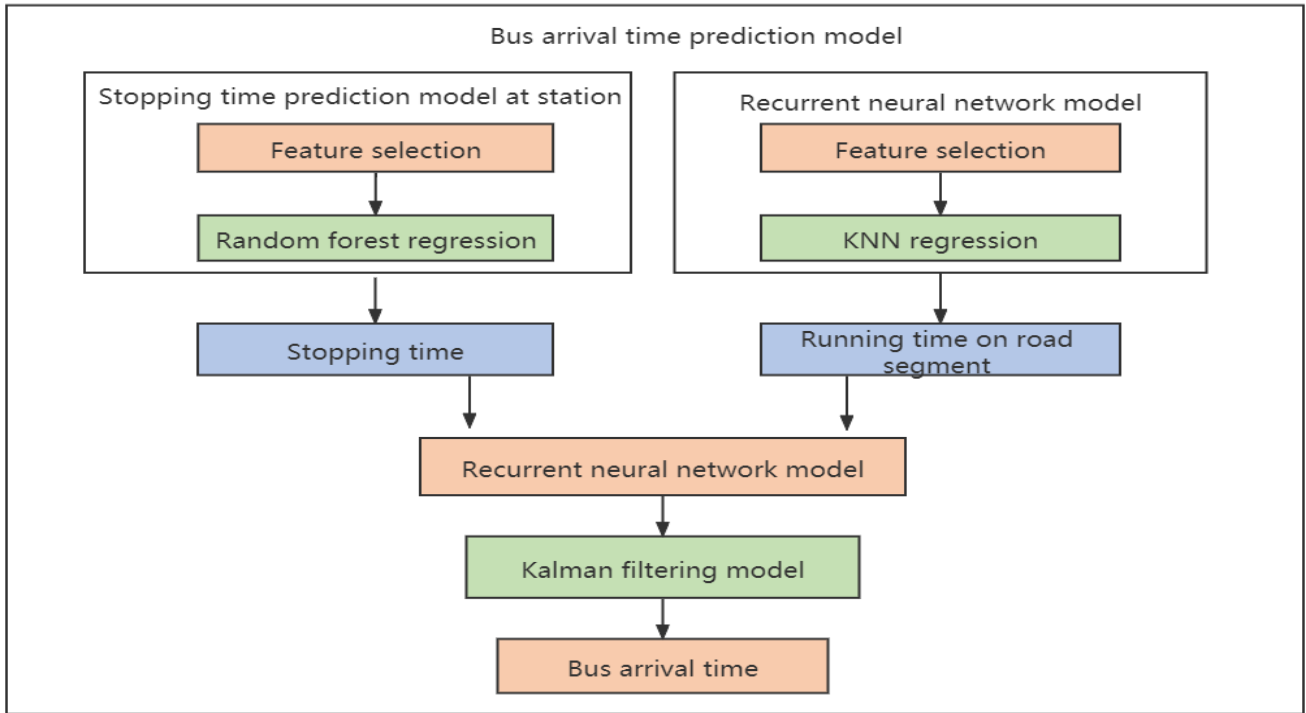 Bus arrival time prediction model
Stopping time prediction model at station
Feature selection
Random forest regression
Stopping time
Recurrent neural network model
Feature selection
KNN regression
Running time on road
segment
Recurrent neural network model
Kalman filtering model
Bus arrival time